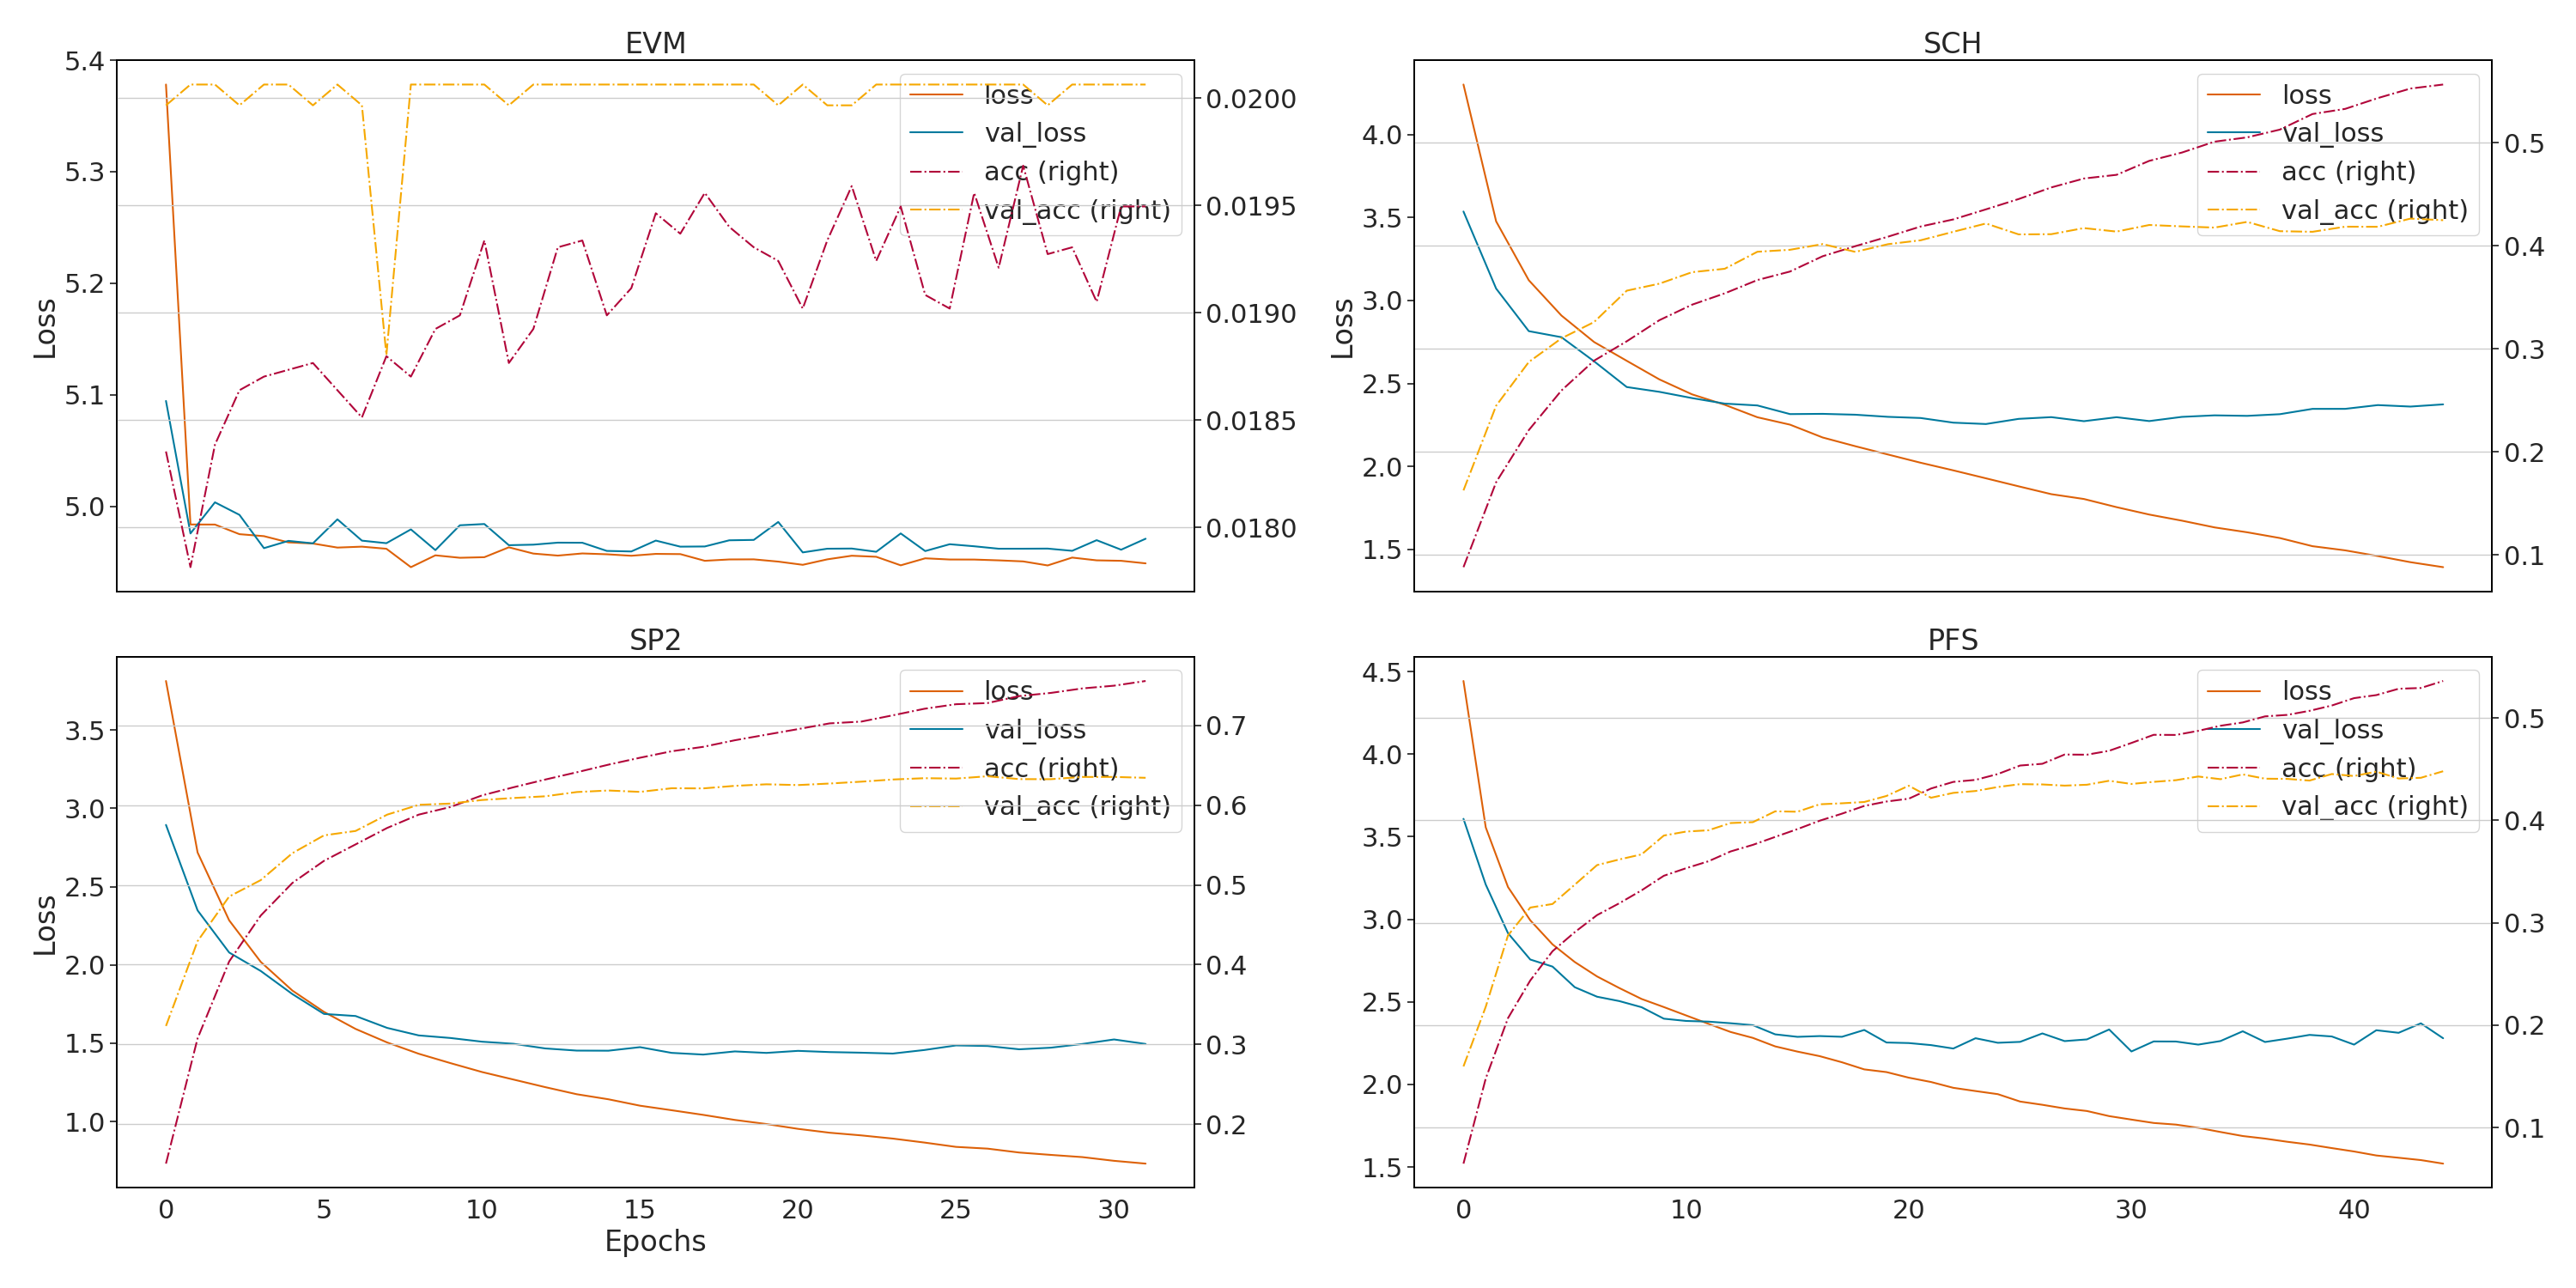 EVM
5.4
5.3
5.2
5.1
5.0
Loss
loss
val_loss
acc (right)
val_acc (right)
0.0200
0.0195
0.0190
0.0185
0.0180
SCH
4.0
3.5
3.0
2.5
2.0
1.5
Loss
loss
val_loss
acc (right)
val_acc (right)
0.5
0.4
0.3
0.2
0.1
SP2
3.5
3.0
2.5
2.0
1.5
1.0
Loss
loss
val_loss
acc (right)
val_acc (right)
0.7
0.6
0.5
0.4
0.3
0.2
0 5 10 15 20 25 30
Epochs
PFS
4.5
4.0
3.5
3.0
2.5
2.0
1.5
loss
val_loss
acc (right)
val_acc (right)
0.5
0.4
0.3
0.2
0.1
0 10 20 30 40